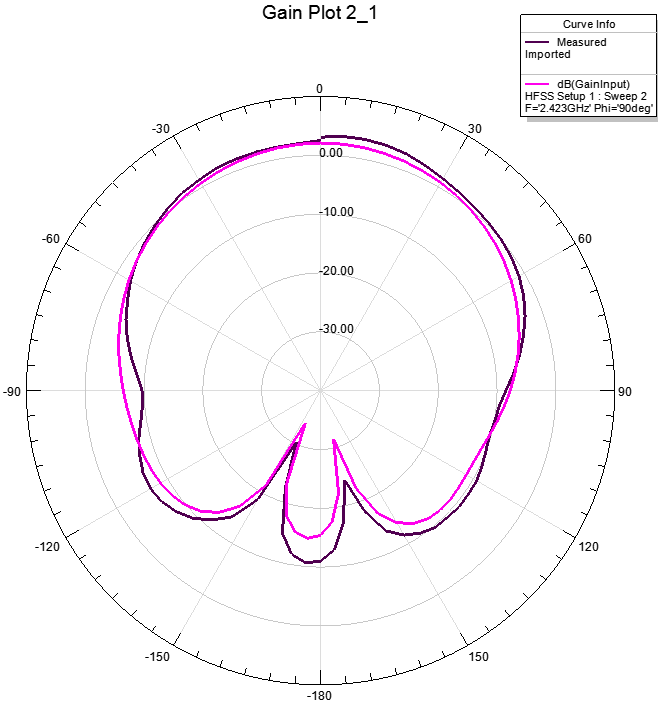 Gain Plot 2_1
Curve Info
Measured
Imported
dB(GainInput)
HFSS Setup 1 : Sweep 2
F='2.423GHz' Phi='90deg'
0
-30
30
0.00
-60
60
-10.00
-20.00
-30.00
-90
90
-120
120
-150
150
-180